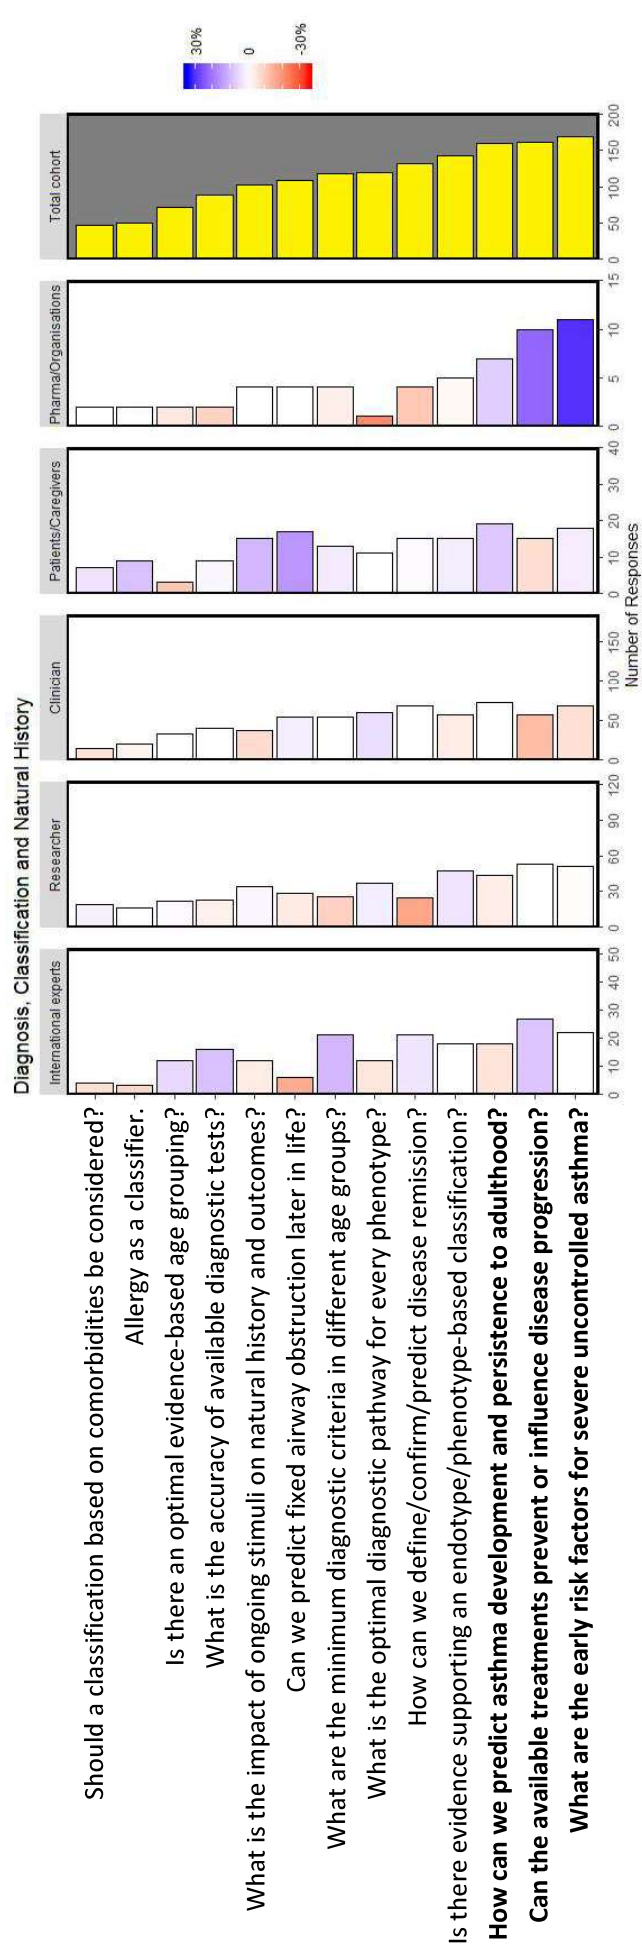 Diagnosis, Classification and Natural History
International experts
Researcher
Clinician
Patients/Caregivers
Pharma/Organisations
Total cohort
Should a classification based on comorbidities be considered?
Allergy as a classifier.
Is there an optimal evidence-based age grouping?
What is the accuracy of available diagnostic tests?
What is the impact of ongoing stimuli on natural history and outcomes?
Can we predict fixed airway obstruction later in life?
What are the minimum diagnostic criteria in different age groups?
What is the optimal diagnostic pathway for every phenotype?
How can we define/confirm/predict disease remission?
Is there evidence supporting an endotype/phenotype-based classification?
How can we predict asthma development and persistence to adulthood?
Can the available treatments prevent or influence disease progression?
What are the early risk factors for severe uncontrolled asthma?
0 10 20 30 40 50
0 30 60 90 120
0 50 100 150
0 10 20 30 40
0 5 10 15
0 50 100 150 200
Number of Responses
30%
0
-30%